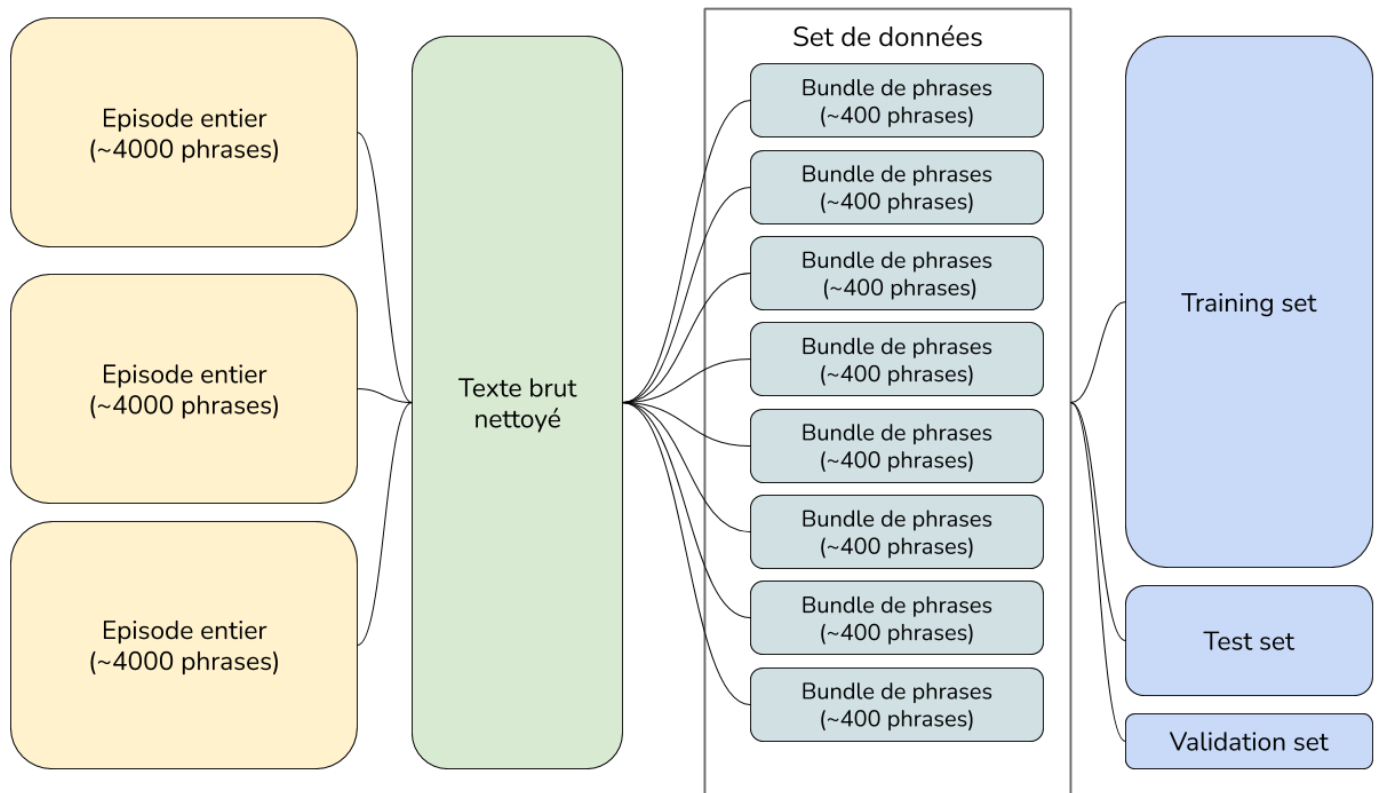 Episode entier
(~4000 phrases)
Episode entier
(~4000 phrases)
Episode entier
(~4000 phrases)
Texte brut
nettoyé
Set de données
Bundle de phrases
(~400 phrases)
Bundle de phrases
(~400 phrases)
Bundle de phrases
(~400 phrases)
Bundle de phrases
(~400 phrases)
Bundle de phrases
(~400 phrases)
Bundle de phrases
(~400 phrases)
Bundle de phrases
(~400 phrases)
Bundle de phrases
(~400 phrases)
Training set
Test set
Validation set